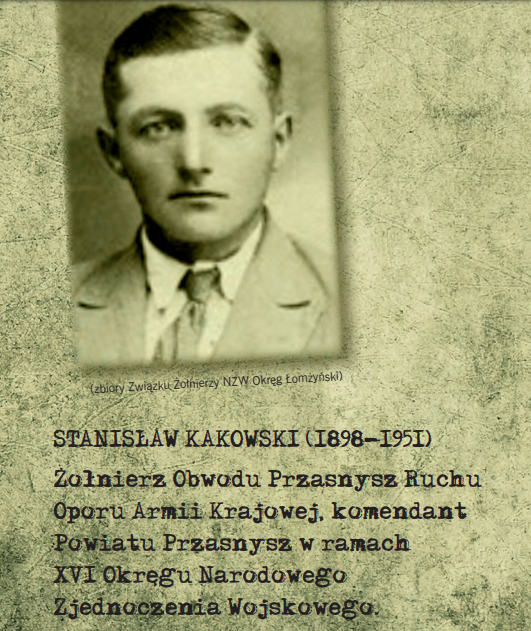 (zbiory Związku Żołnierzy NZW Okręg Łomżyński)
STANISŁAW KAKOWSKI (1898–1951)
Żołnierz Obwodu Przasnysz Ruchu
Oporu Armii Krajowej, komendant
Powiatu Przasnysz w ramach
XVI Okręgu Narodowego
Zjednoczenia Wojskowego.